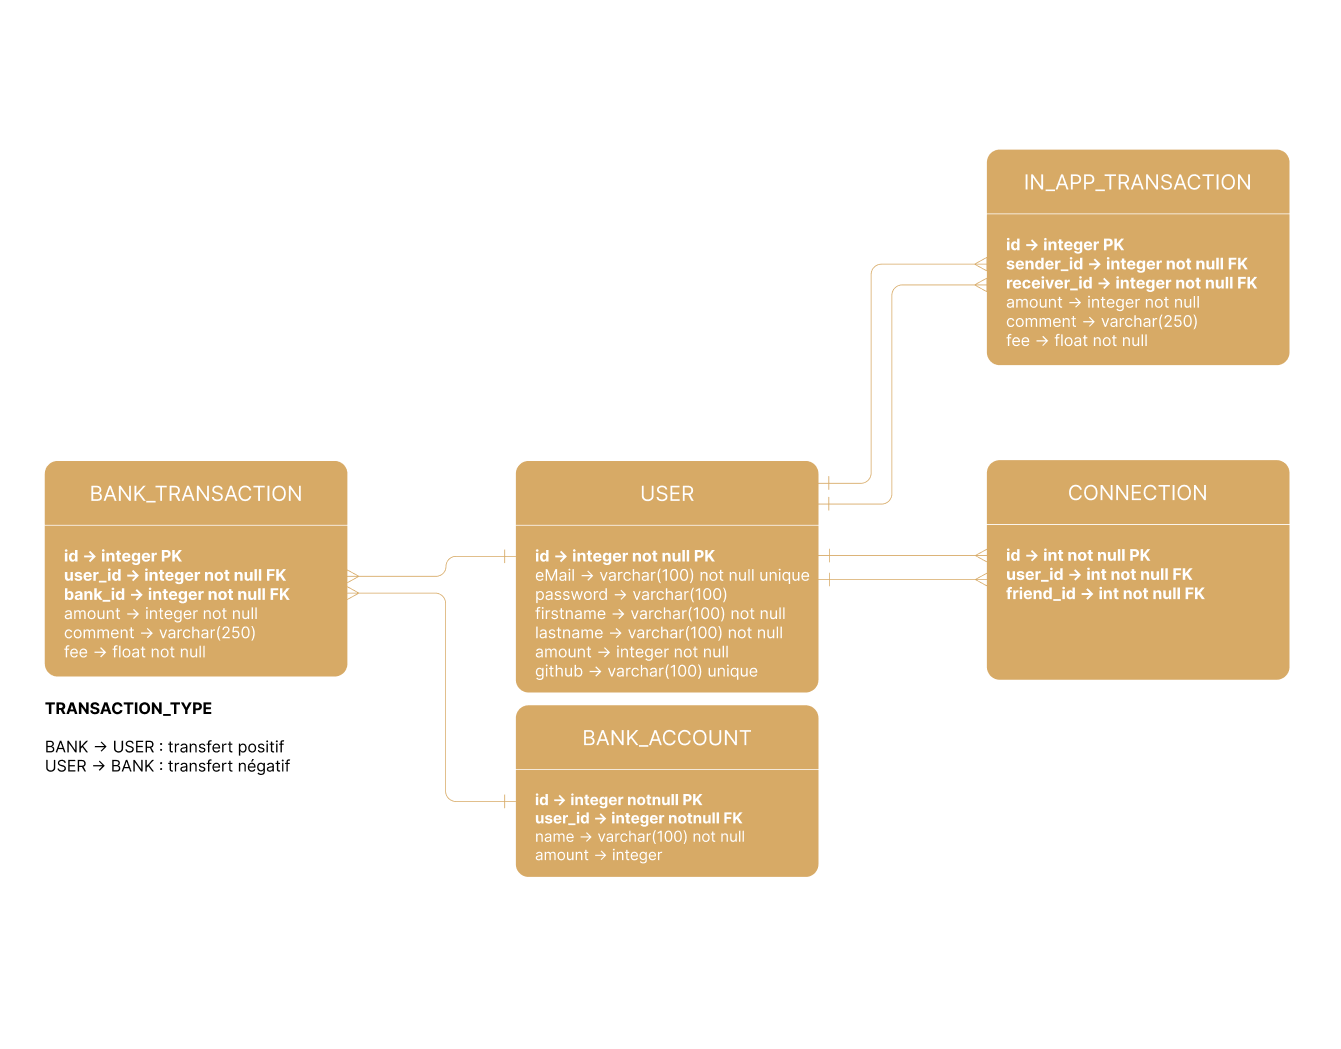 IN_APP_TRANSACTION
id → integer PK
sender_id → integer not null FK
receiver_id → integer not null FK
amount → integer not null
comment → varchar(250)
fee → float not null
BANK_TRANSACTION
id → integer PK
user_id → integer not null FK
bank_id → integer not null FK
amount → integer not null
comment → varchar(250)
fee → float not null
TRANSACTION_TYPE
BANK → USER : transfert positif
USER → BANK : transfert négatif
USER
id → integer not null PK
eMail → varchar(100) not null unique
password → varchar(100)
firstname → varchar(100) not null
lastname → varchar(100) not null
amount → integer not null
github → varchar(100) unique
BANK_ACCOUNT
id → integer notnull PK
user_id → integer notnull FK
name → varchar(100) not null
amount → integer
CONNECTION
id → int not null PK
user_id → int not null FK
friend_id → int not null FK